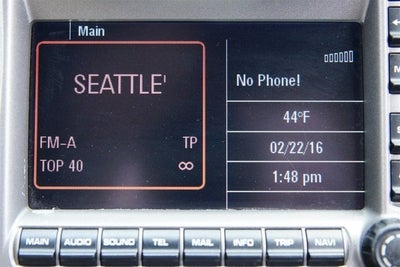 Main
SEATTLE'
FM-A TP
TOP 40 ∞
No Phone!
44°F
02/22/16
1:48 pm
MAIN AUDIO SOUND TEL MAIL INFO TRIP NAVI